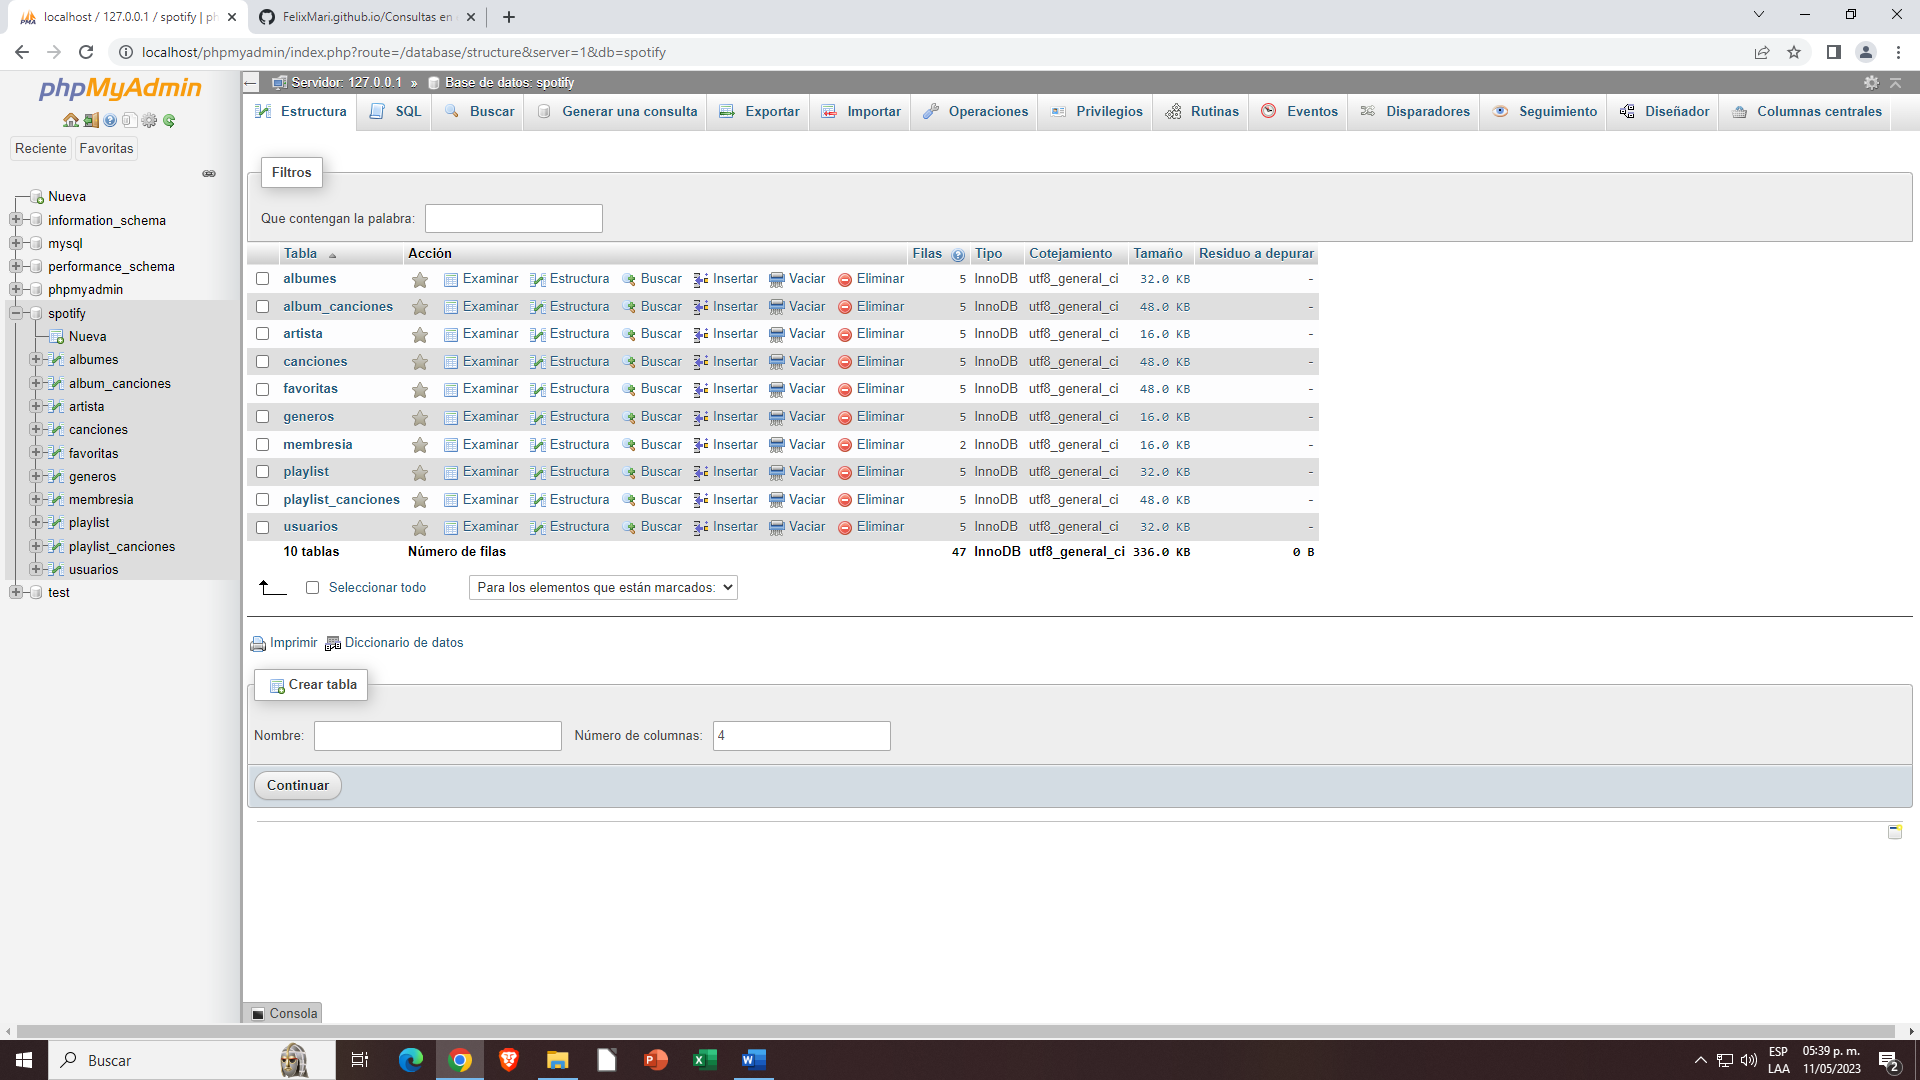 localhost / 127.0.0.1 / spotify | ph
FelixMari.github.io/Consultas en
localhost/phpmyadmin/index.php?route=/database/structure&server=1&db=spotify
phpMyAdmin
Reciente Favoritas
Nueva
information_schema
mysql
performance_schema
phpmyadmin
spotify
Nueva
albumes
album_canciones
artista
canciones
favoritas
generos
membresia
playlist
playlist_canciones
usuarios
test
Servidor: 127.0.0.1 » Base de datos: spotify
Estructura SQL Buscar Generar una consulta Exportar Importar Operaciones Privilegios Rutinas Eventos Disparadores Seguimiento Diseñador Columnas centrales
Filtros
Que contengan la palabra:
Tabla Acción Filas Tipo Cotejamiento Tamaño Residuo a depurar
albumes Examinar Estructura Buscar Insertar Vaciar Eliminar 5 InnoDB utf8_general_ci 32.0 KB -
album_canciones Examinar Estructura Buscar Insertar Vaciar Eliminar 5 InnoDB utf8_general_ci 48.0 KB -
artista Examinar Estructura Buscar Insertar Vaciar Eliminar 5 InnoDB utf8_general_ci 16.0 KB -
canciones Examinar Estructura Buscar Insertar Vaciar Eliminar 5 InnoDB utf8_general_ci 48.0 KB -
favoritas Examinar Estructura Buscar Insertar Vaciar Eliminar 5 InnoDB utf8_general_ci 48.0 KB -
generos Examinar Estructura Buscar Insertar Vaciar Eliminar 5 InnoDB utf8_general_ci 16.0 KB -
membresia Examinar Estructura Buscar Insertar Vaciar Eliminar 2 InnoDB utf8_general_ci 16.0 KB -
playlist Examinar Estructura Buscar Insertar Vaciar Eliminar 5 InnoDB utf8_general_ci 32.0 KB -
playlist_canciones Examinar Estructura Buscar Insertar Vaciar Eliminar 5 InnoDB utf8_general_ci 48.0 KB -
usuarios Examinar Estructura Buscar Insertar Vaciar Eliminar 5 InnoDB utf8_general_ci 32.0 KB -
10 tablas Número de filas 47 InnoDB utf8_general_ci 336.0 KB 0 B
Seleccionar todo Para los elementos que están marcados:
Imprimir Diccionario de datos
Crear tabla
Nombre: Número de columnas: 4
Continuar
Consola
Buscar
ESP
LAA
05:39 p. m.
11/05/2023
2